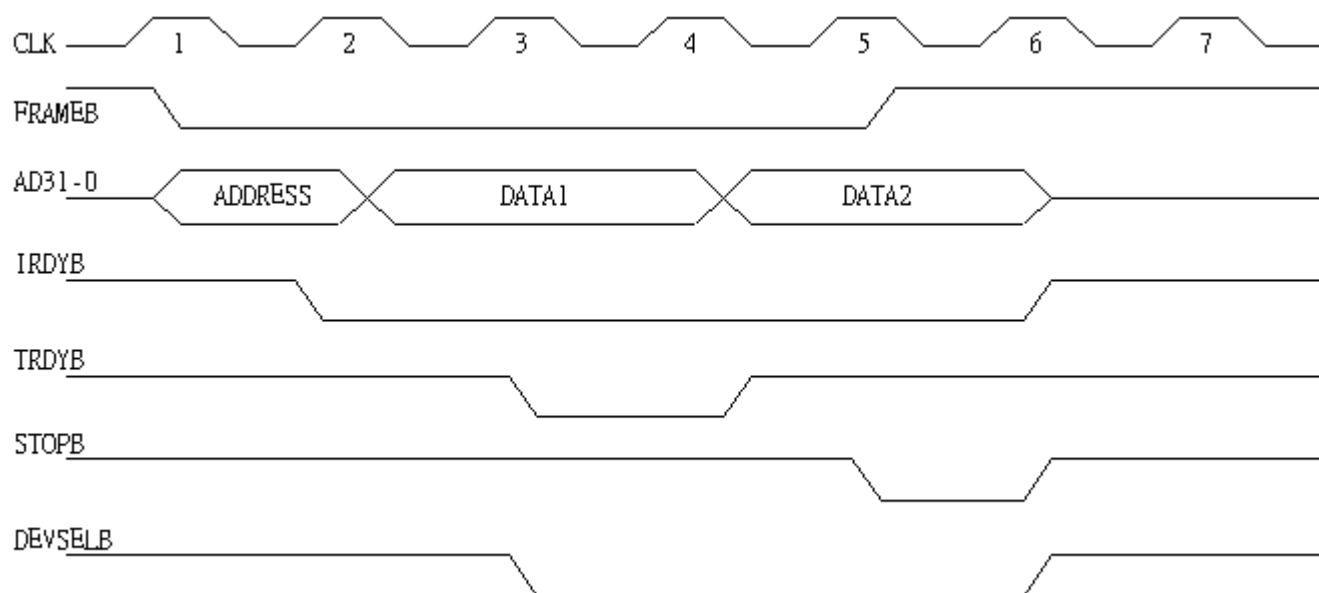 CLK 1 2 3 4 5 6 7
FRAMEB
AD31-0 ADDRESS DATA1 DATA2
IRDYB
TRDYB
STOPB
DEVSELB